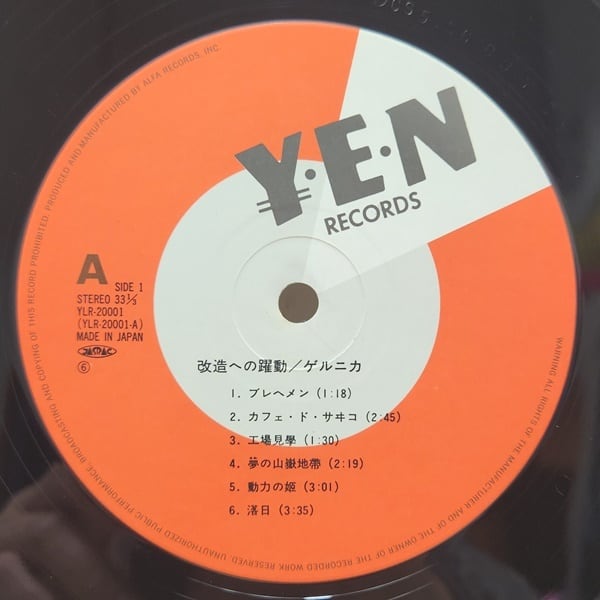 Y·E·N
RECORDS
A SIDE 1
STEREO 33⅓
YLR-20001
(YLR-20001-A)
MADE IN JAPAN
JASRAC
⑥
改造への躍動／ゲルニカ
1. ブレヘメン (1:18)
2. カフェ・ド・サヰコ (2:45)
3. 工場見學 (1:30)
4. 夢の山嶽地帶 (2:19)
5. 動力の姫 (3:01)
6. 湛日 (3:35)
WARNING: ALL RIGHTS OF THE MANUFACTURER AND OF THE OWNER OF THE RECORDED WORK RESERVED. UNAUTHORIZED PUBLIC PERFORMANCE, BROADCASTING AND COPYING OF THIS RECORD PROHIBITED. PRODUCED AND MANUFACTURED BY ALFA RECORDS, INC.